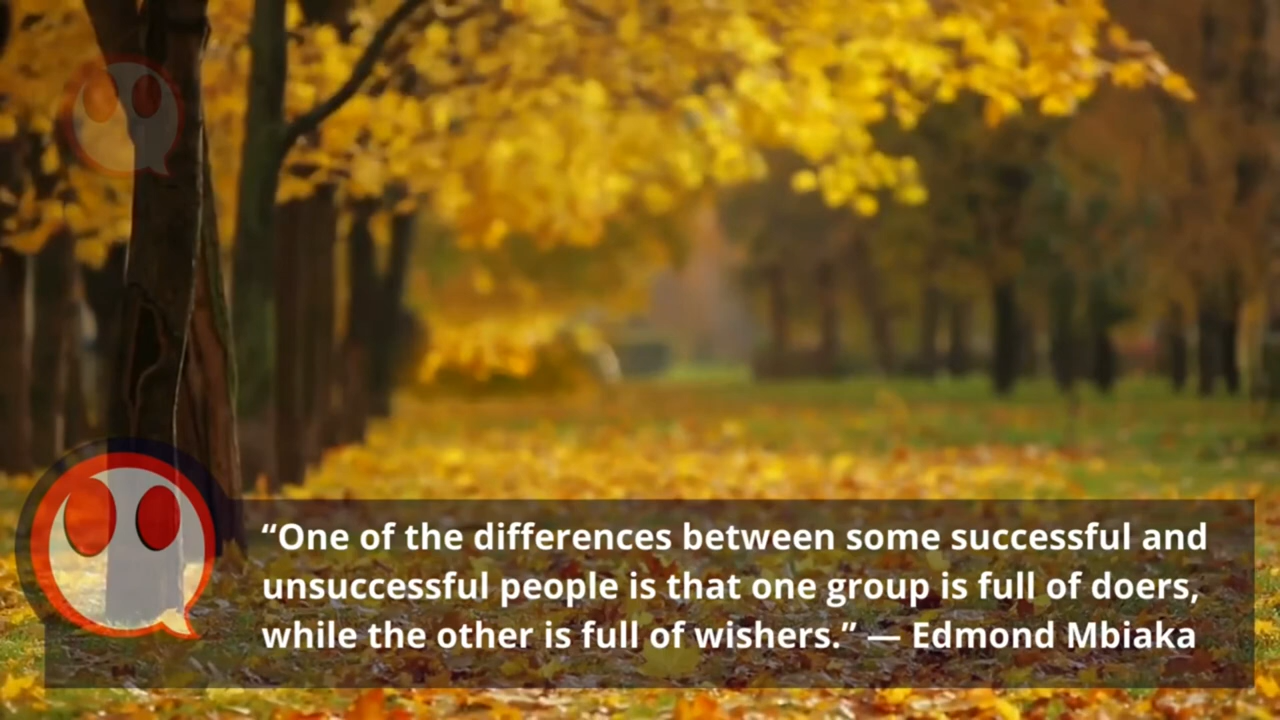 “One of the differences between some successful and
unsuccessful people is that one group is full of doers,
while the other is full of wishers.” — Edmond Mbiaka